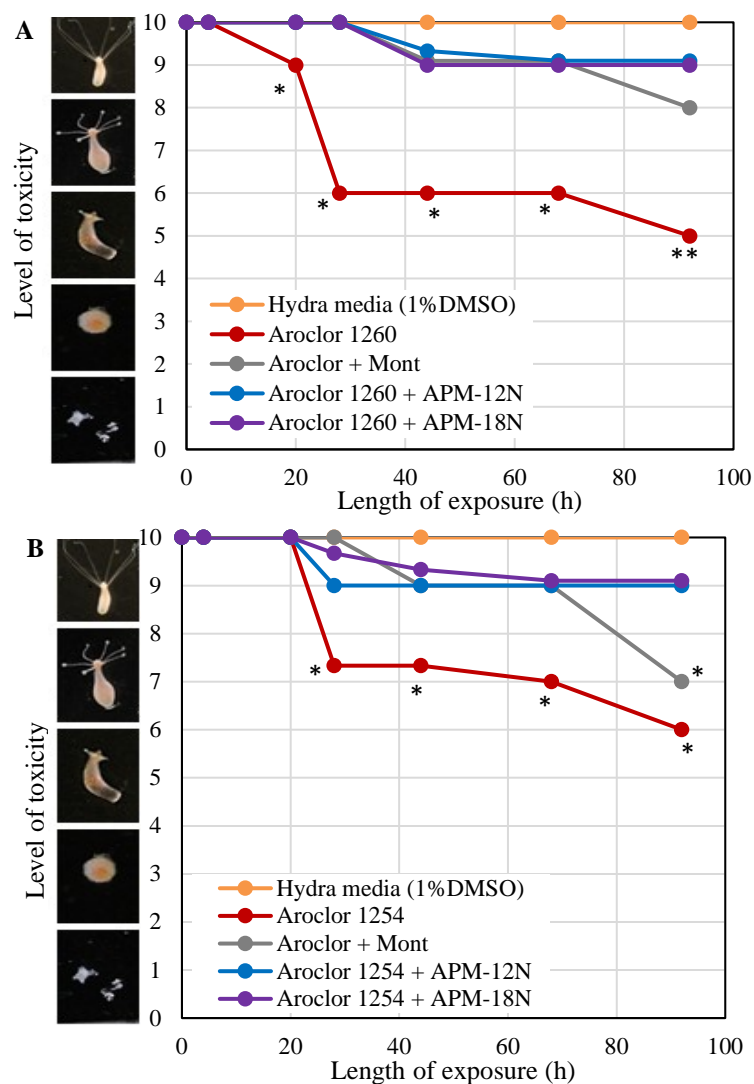 A
Level of toxicity
10
9
8
7
6
5
4
3
2
1
0
*
*
*
*
**
Hydra media (1%DMSO)
Aroclor 1260
Aroclor + Mont
Aroclor 1260 + APM-12N
Aroclor 1260 + APM-18N
0 20 40 60 80 100
Length of exposure (h)
B
Level of toxicity
10
9
8
7
6
5
4
3
2
1
0
*
*
*
*
*
Hydra media (1%DMSO)
Aroclor 1254
Aroclor + Mont
Aroclor 1254 + APM-12N
Aroclor 1254 + APM-18N
0 20 40 60 80 100
Length of exposure (h)